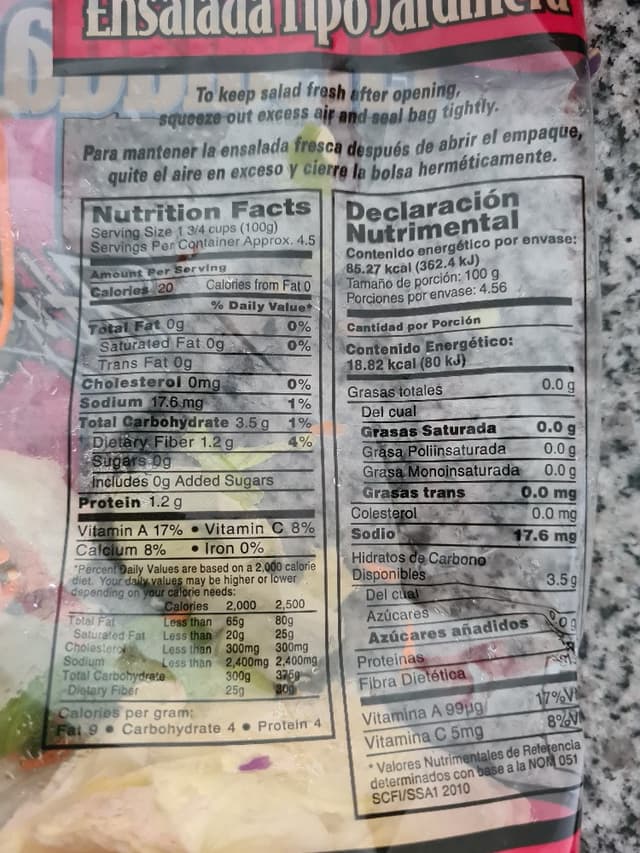 Ensalada Tipo Jardinera
To keep salad fresh after opening,
squeeze out excess air and seal bag tightly.
Para mantener la ensalada fresca después de abrir el empaque,
quite el aire en exceso y cierre la bolsa herméticamente.
Nutrition Facts
Serving Size 1 3/4 cups (100g)
Servings Per Container Approx. 4.5
Amount Per Serving
Calories 20 Calories from Fat 0
% Daily Value*
Total Fat 0g 0%
Saturated Fat 0g 0%
Trans Fat 0g
Cholesterol 0mg 0%
Sodium 17.6 mg 1%
Total Carbohydrate 3.5 g 1%
Dietary Fiber 1.2 g 4%
Sugars 0g
Includes 0g Added Sugars
Protein 1.2 g
Vitamin A 17% • Vitamin C 8%
Calcium 8% • Iron 0%
*Percent Daily Values are based on a 2,000 calorie
diet. Your daily values may be higher or lower
depending on your calorie needs:
Calories 2,000 2,500
Total Fat Less than 65g 80g
Saturated Fat Less than 20g 25g
Cholesterol Less than 300mg 300mg
Sodium Less than 2,400mg 2,400mg
Total Carbohydrate 300g 375g
Dietary Fiber 25g 30g
Calories per gram:
Fat 9 • Carbohydrate 4 • Protein 4
Declaración
Nutrimental
Contenido energético por envase:
85.27 kcal (362.4 kJ)
Tamaño de porción: 100 g
Porciones por envase: 4.56
Cantidad por Porción
Contenido Energético:
18.82 kcal (80 kJ)
Grasas totales 0.0 g
Del cual
Grasas Saturada 0.0 g
Grasa Poliinsaturada 0.0 g
Grasa Monoinsaturada 0.0 g
Grasas trans 0.0 mg
Colesterol 0.0 mg
Sodio 17.6 mg
Hidratos de Carbono
Disponibles 3.5 g
Del cual
Azúcares
Azúcares añadidos
Proteinas
Fibra Dietética
Vitamina A 99µg 17%V
Vitamina C 5mg 8%V
* Valores Nutrimentales de Referencia
determinados con base a la NOM 051
SCFI/SSA1 2010